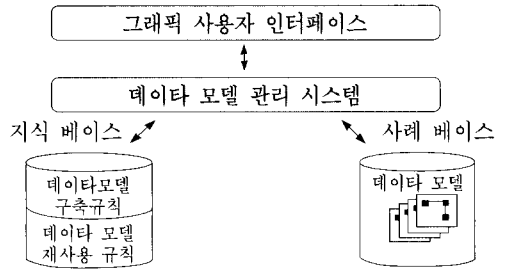 그래픽 사용자 인터페이스
데이타 모델 관리 시스템
지식 베이스
사례 베이스
데이타모델
구축규칙
데이타 모델
재사용 규칙
데이타 모델